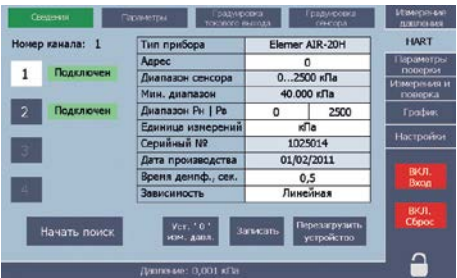 Сведения
Параметры
Градуировка
токового выхода
Градуировка
сенсора
Измерение
давления
Номер канала: 1
1 Подключен
2 Подключен
3
4
Тип прибора Elemer AIR-20H
Адрес 0
Диапазон сенсора 0...2500 кПа
Мин. диапазон 40.000 кПа
Диапазон Рн | Рв 0 2500
Единица измерений кПа
Серийный № 1025014
Дата производства 01/02/2011
Время демпф., сек. 0,5
Зависимость Линейная
HART
Параметры
поверки
Измерения и
поверка
График
Настройки
ВКЛ.
Вход
ВКЛ.
Сброс
Начать поиск
Уст. '0'
изм. давл.
Записать
Перезагрузить
устройство
Давление: 0,001 кПа